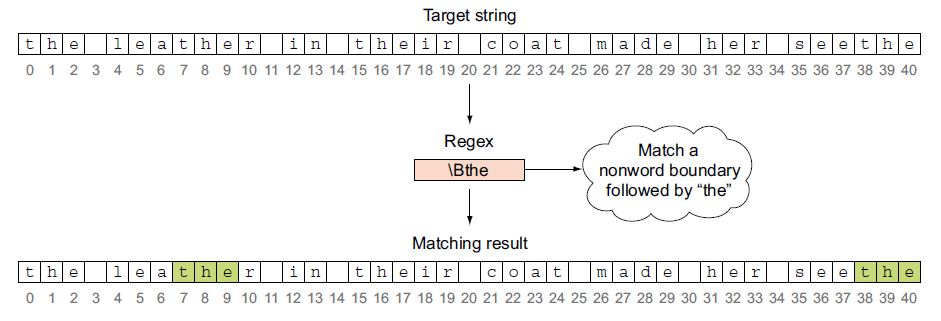 Target string
t h e l e a t h e r i n t h e i r c o a t m a d e h e r s e e t h e
0 1 2 3 4 5 6 7 8 9 10 11 12 13 14 15 16 17 18 19 20 21 22 23 24 25 26 27 28 29 30 31 32 33 34 35 36 37 38 39 40
Regex
\Bthe
Match a
nonword boundary
followed by “the”
Matching result
t h e l e a t h e r i n t h e i r c o a t m a d e h e r s e e t h e
0 1 2 3 4 5 6 7 8 9 10 11 12 13 14 15 16 17 18 19 20 21 22 23 24 25 26 27 28 29 30 31 32 33 34 35 36 37 38 39 40